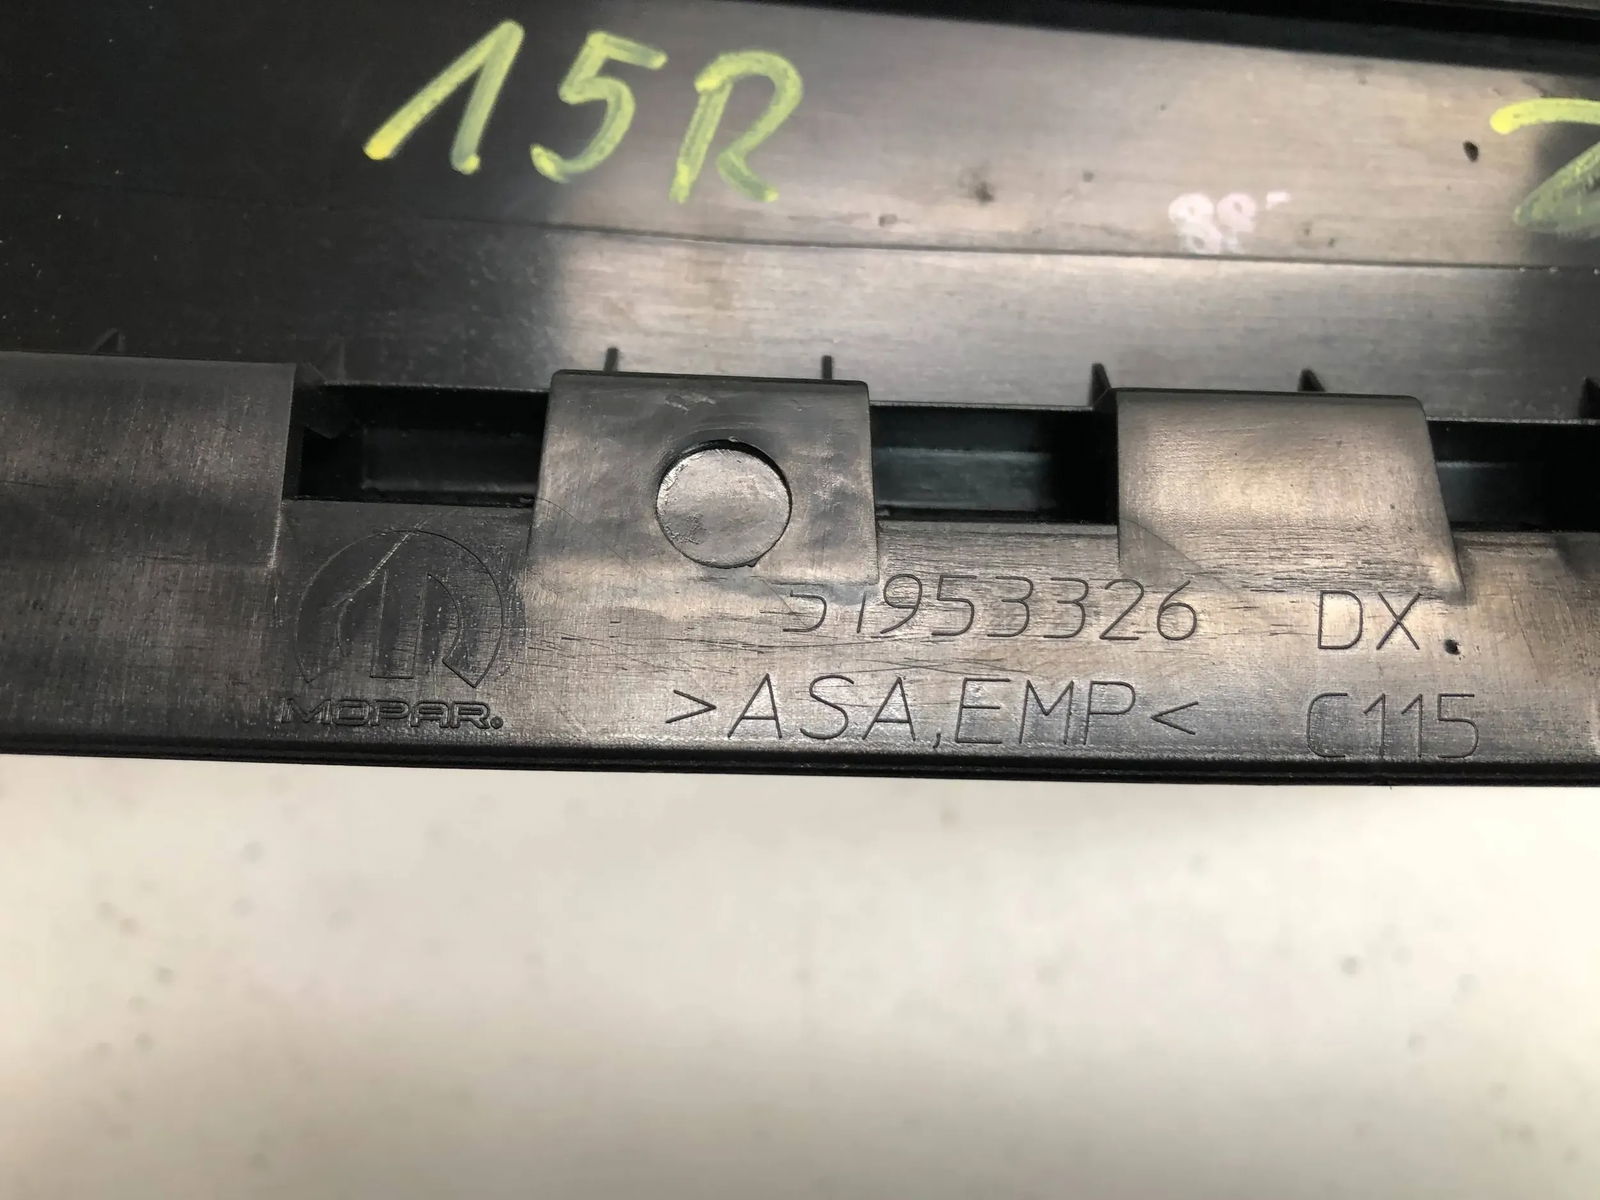 15R
51953326 DX.
MOPAR.
>ASA,EMP< C115